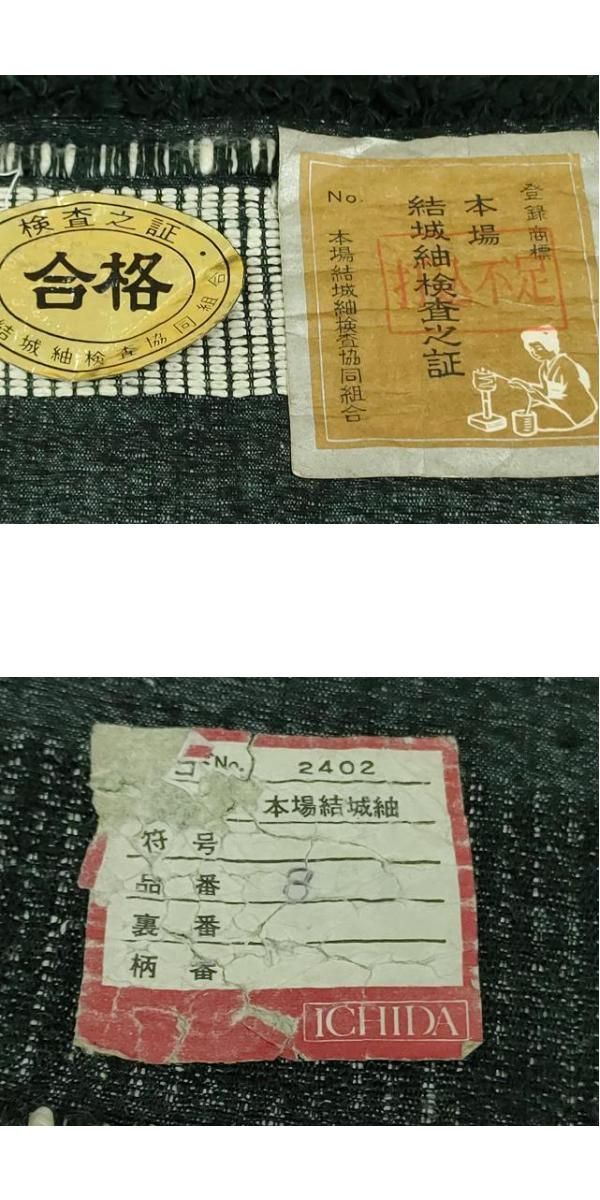 検査之証
合格
結城紬検査協同組合
登録商標
本場
結城紬検査之証
No.
本場結城紬検査協同組合
No. 2402
本場結城紬
符号
品番 8
裏番
柄番
ICHIDA